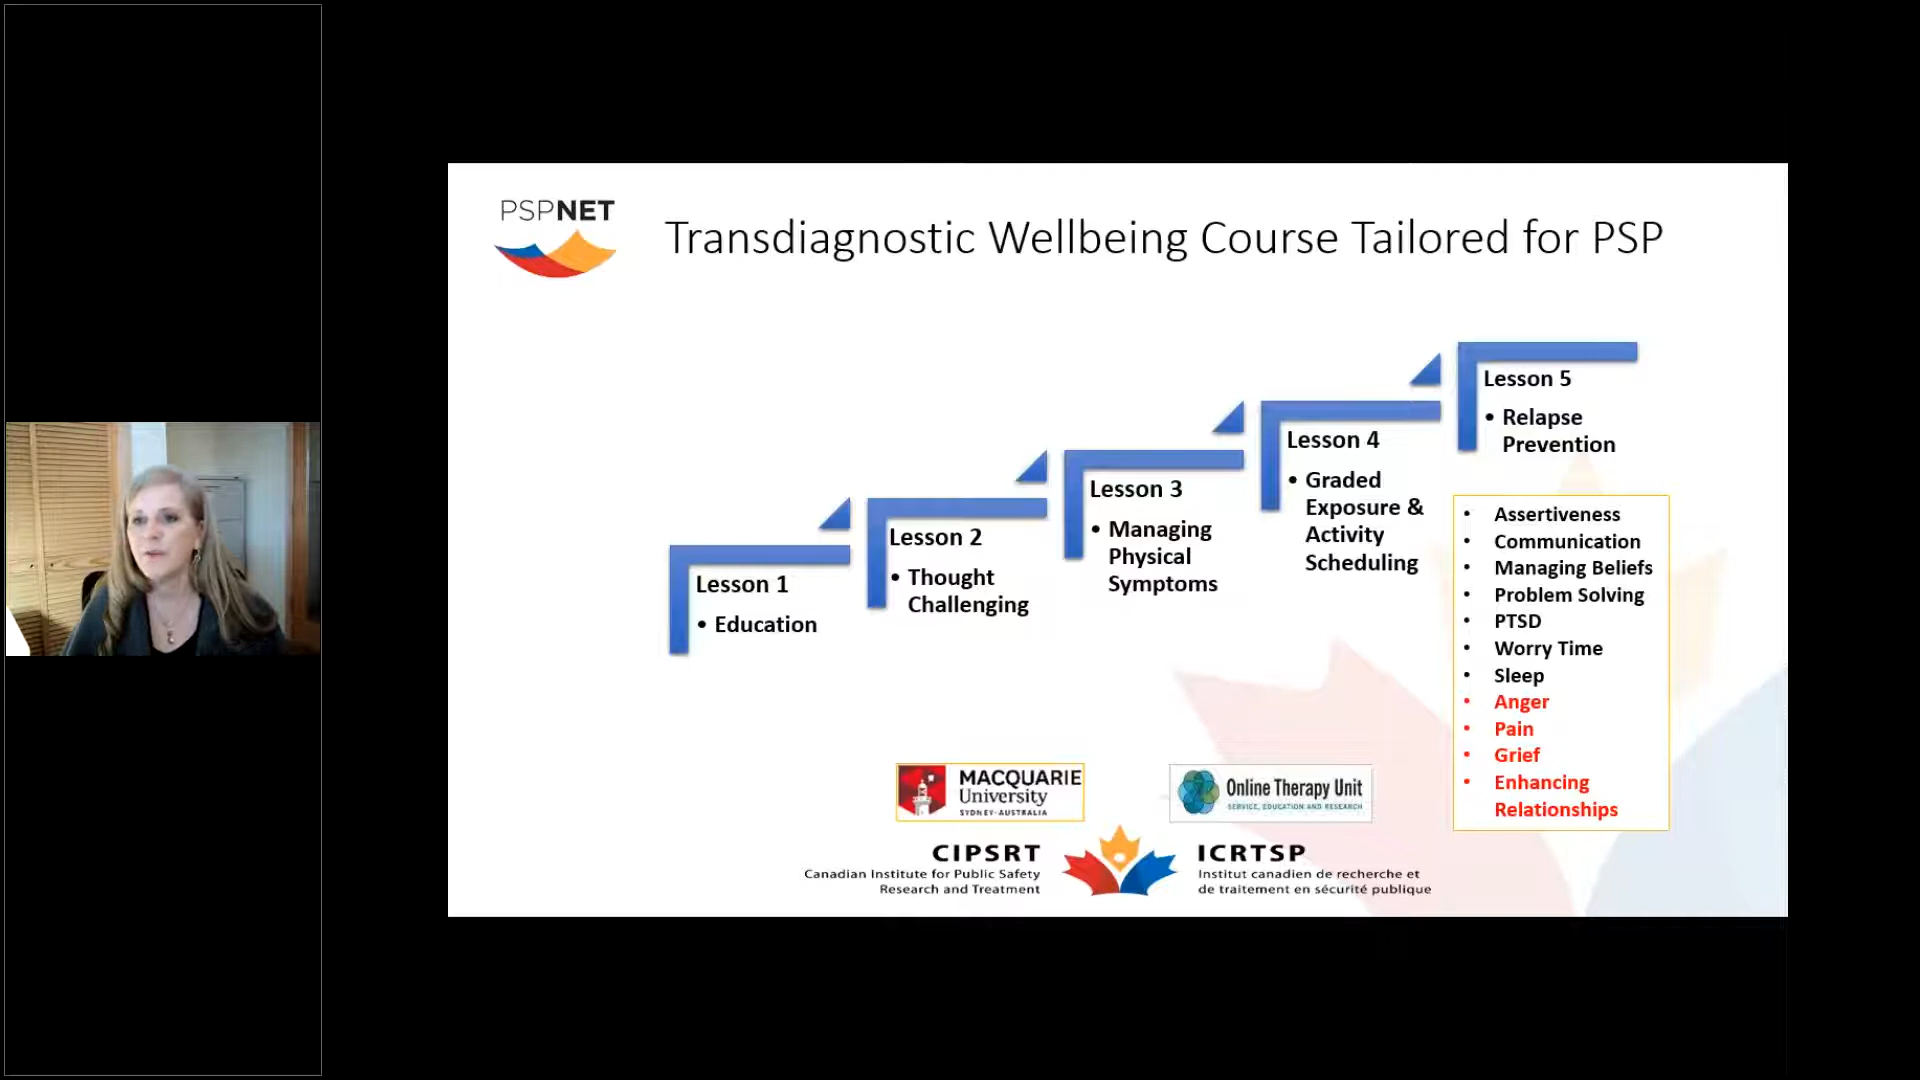 PSPNET
Transdiagnostic Wellbeing Course Tailored for PSP
Lesson 1
• Education
Lesson 2
• Thought
Challenging
Lesson 3
• Managing
Physical
Symptoms
Lesson 4
• Graded
Exposure &
Activity
Scheduling
Lesson 5
• Relapse
Prevention
• Assertiveness
• Communication
• Managing Beliefs
• Problem Solving
• PTSD
• Worry Time
• Sleep
• Anger
• Pain
• Grief
• Enhancing
Relationships
MACQUARIE
University
SYDNEY·AUSTRALIA
Online Therapy Unit
SERVICE, EDUCATION AND RESEARCH
CIPSRT
Canadian Institute for Public Safety
Research and Treatment
ICRTSP
Institut canadien de recherche et
de traitement en sécurité publique